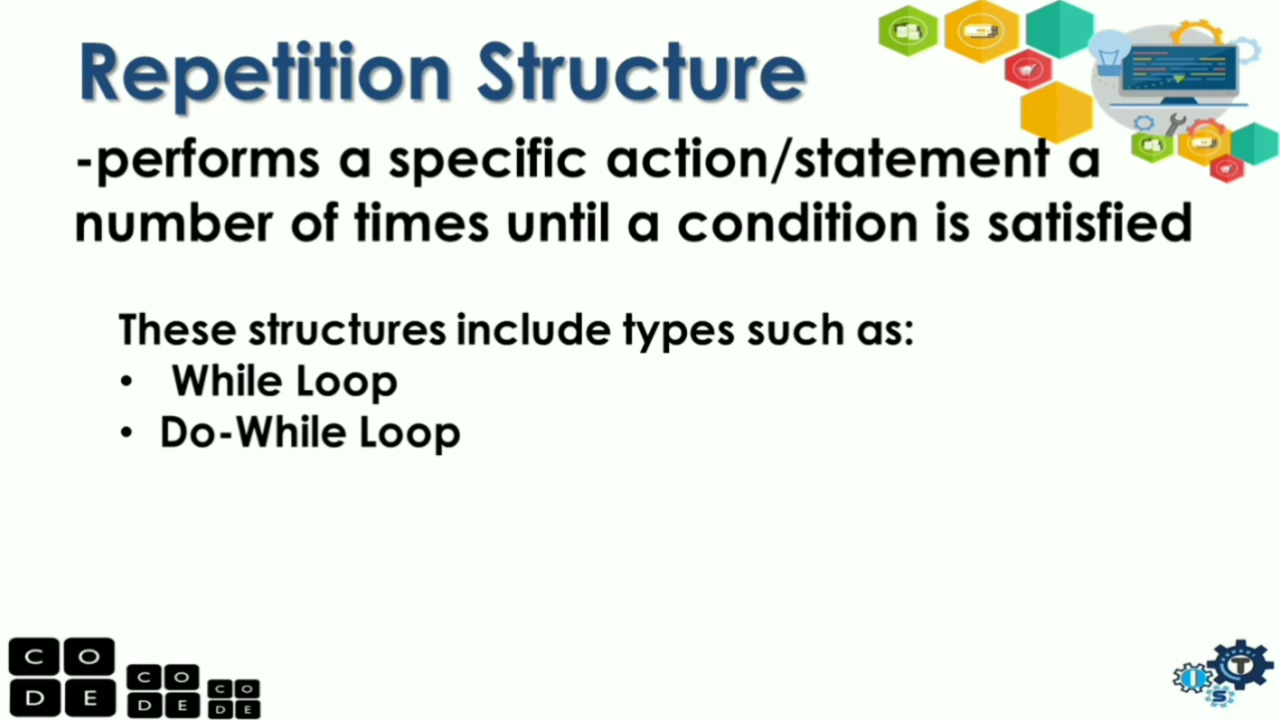 Repetition Structure
-performs a specific action/statement a
number of times until a condition is satisfied
These structures include types such as:
• While Loop
• Do-While Loop
C O
D E
C O
D E
C O
D E
I T
S